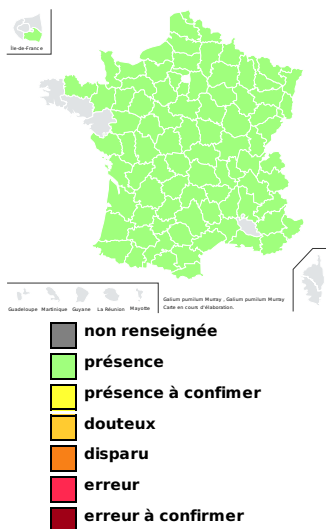 Île-de-France
Guadeloupe Martinique Guyane La Réunion Mayotte
Galium pumilum Murray , Galium pumilum Murray
Carte en cours d'élaboration.
non renseignée
présence
présence à confimer
douteux
disparu
erreur
erreur à confirmer